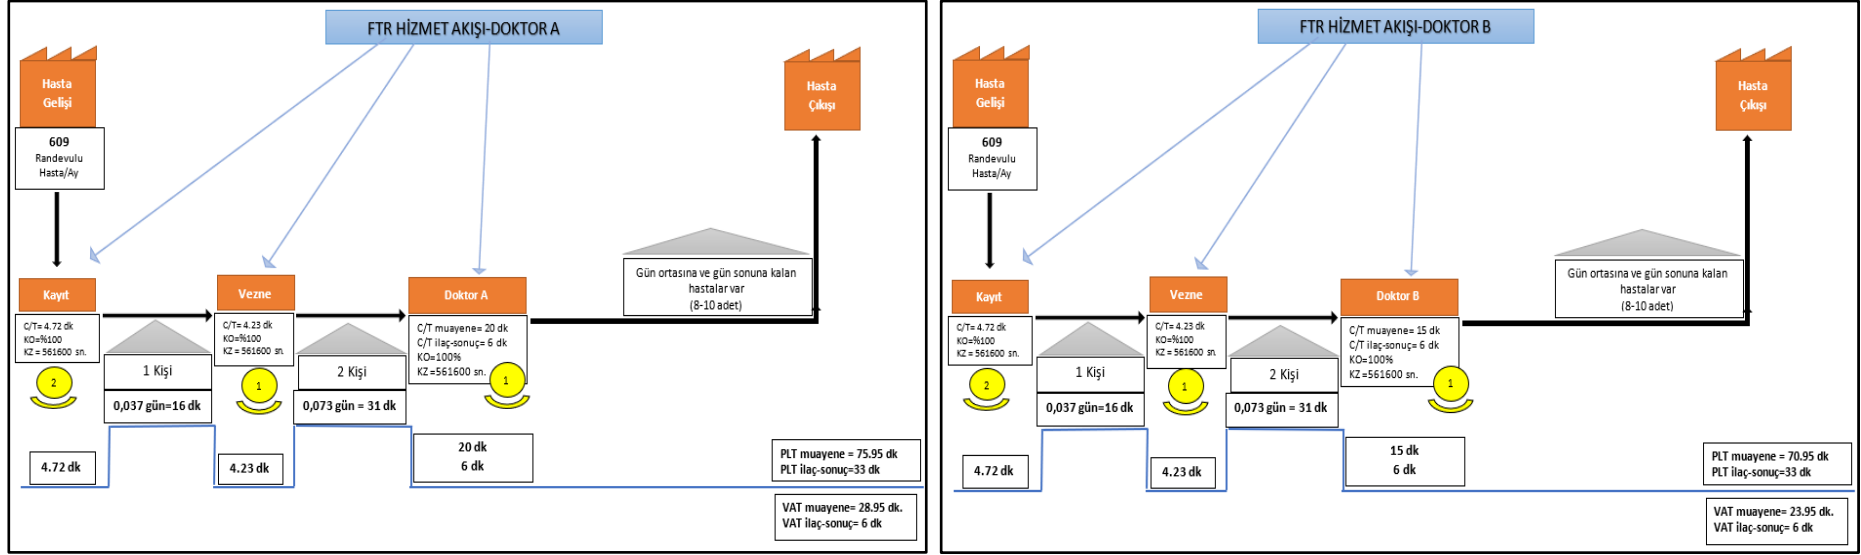 FTR HİZMET AKIŞI-DOKTOR A
Hasta
Gelişi
Hasta
Çıkışı
609
Randevulu
Hasta/Ay
Gün ortasına ve gün sonuna kalan
hastalar var
(8-10 adet)
Kayıt
Vezne
Doktor A
C/T= 4.72 dk
KO=%100
KZ = 561600 sn.
C/T= 4.23 dk
KO=%100
KZ = 561600 sn.
C/T muayene= 20 dk
C/T ilaç-sonuç= 6 dk
KO=100%
KZ =561600 sn.
2
1 Kişi
1
2 Kişi
1
0,037 gün=16 dk
0,073 gün = 31 dk
4.72 dk
4.23 dk
20 dk
6 dk
PLT muayene = 75.95 dk
PLT ilaç-sonuç=33 dk
VAT muayene= 28.95 dk.
VAT ilaç-sonuç= 6 dk
FTR HİZMET AKIŞI-DOKTOR B
Hasta
Gelişi
Hasta
Çıkışı
609
Randevulu
Hasta/Ay
Gün ortasına ve gün sonuna kalan
hastalar var
(8-10 adet)
Kayıt
Vezne
Doktor B
C/T= 4.72 dk
KO=%100
KZ = 561600 sn.
C/T= 4.23 dk
KO=%100
KZ = 561600 sn.
C/T muayene= 15 dk
C/T ilaç-sonuç= 6 dk
KO=100%
KZ =561600 sn.
2
1 Kişi
1
2 Kişi
1
0,037 gün=16 dk
0,073 gün = 31 dk
4.72 dk
4.23 dk
15 dk
6 dk
PLT muayene = 70.95 dk
PLT ilaç-sonuç=33 dk
VAT muayene= 23.95 dk.
VAT ilaç-sonuç= 6 dk